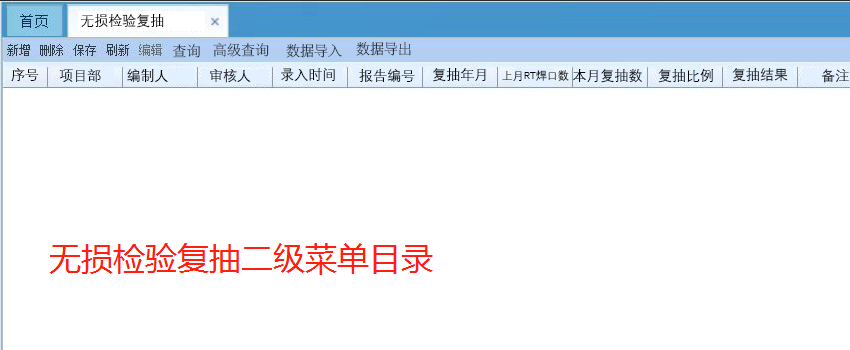 首页 无损检验复抽 ×
新增 删除 保存 刷新 编辑 查询 高级查询 数据导入 数据导出
序号 项目部 编制人 审核人 录入时间 报告编号 复抽年月 上月RT焊口数 本月复抽数 复抽比例 复抽结果 备注
无损检验复抽二级菜单目录